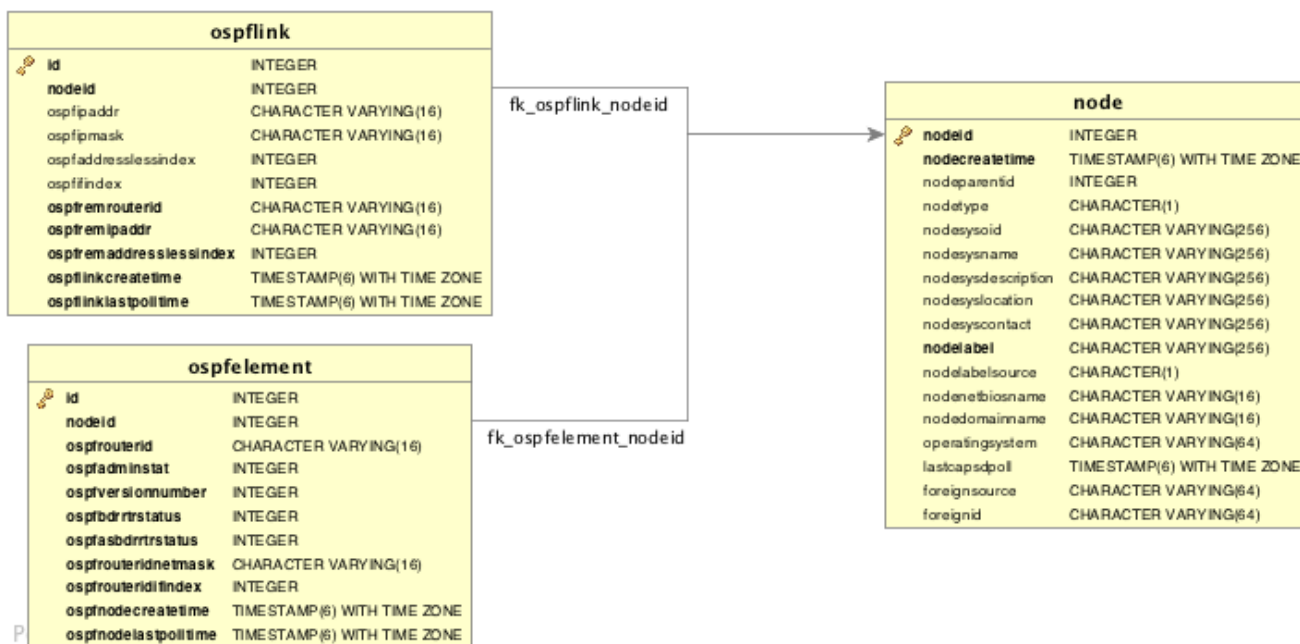 ospflink
id INTEGER
nodeid INTEGER
ospfipaddr CHARACTER VARYING(16)
ospfipmask CHARACTER VARYING(16)
ospfaddresslessindex INTEGER
ospfifindex INTEGER
ospfremrouterid CHARACTER VARYING(16)
ospfremipaddr CHARACTER VARYING(16)
ospfremaddresslessindex INTEGER
ospflinkcreatetime TIMESTAMP(6) WITH TIME ZONE
ospflinklastpolltime TIMESTAMP(6) WITH TIME ZONE
fk_ospflink_nodeid
ospfelement
id INTEGER
nodeid INTEGER
ospfrouterid CHARACTER VARYING(16)
ospfadminstat INTEGER
ospfversionnumber INTEGER
ospfbdrrtrstatus INTEGER
ospfasbdrrtrstatus INTEGER
ospfrouteridnetmask CHARACTER VARYING(16)
ospfrouteridifindex INTEGER
ospfnodecreatetime TIMESTAMP(6) WITH TIME ZONE
ospfnodelastpolltime TIMESTAMP(6) WITH TIME ZONE
fk_ospfelement_nodeid
node
nodeid INTEGER
nodecreatetime TIMESTAMP(6) WITH TIME ZONE
nodeparentid INTEGER
nodetype CHARACTER(1)
nodesysoid CHARACTER VARYING(256)
nodesysname CHARACTER VARYING(256)
nodesysdescription CHARACTER VARYING(256)
nodesyslocation CHARACTER VARYING(256)
nodesyscontact CHARACTER VARYING(256)
nodelabel CHARACTER VARYING(256)
nodelabelsource CHARACTER(1)
nodenetbiosname CHARACTER VARYING(16)
nodedomainname CHARACTER VARYING(16)
operatingsystem CHARACTER VARYING(64)
lastcapsdpoll TIMESTAMP(6) WITH TIME ZONE
foreignsource CHARACTER VARYING(64)
foreignid CHARACTER VARYING(64)